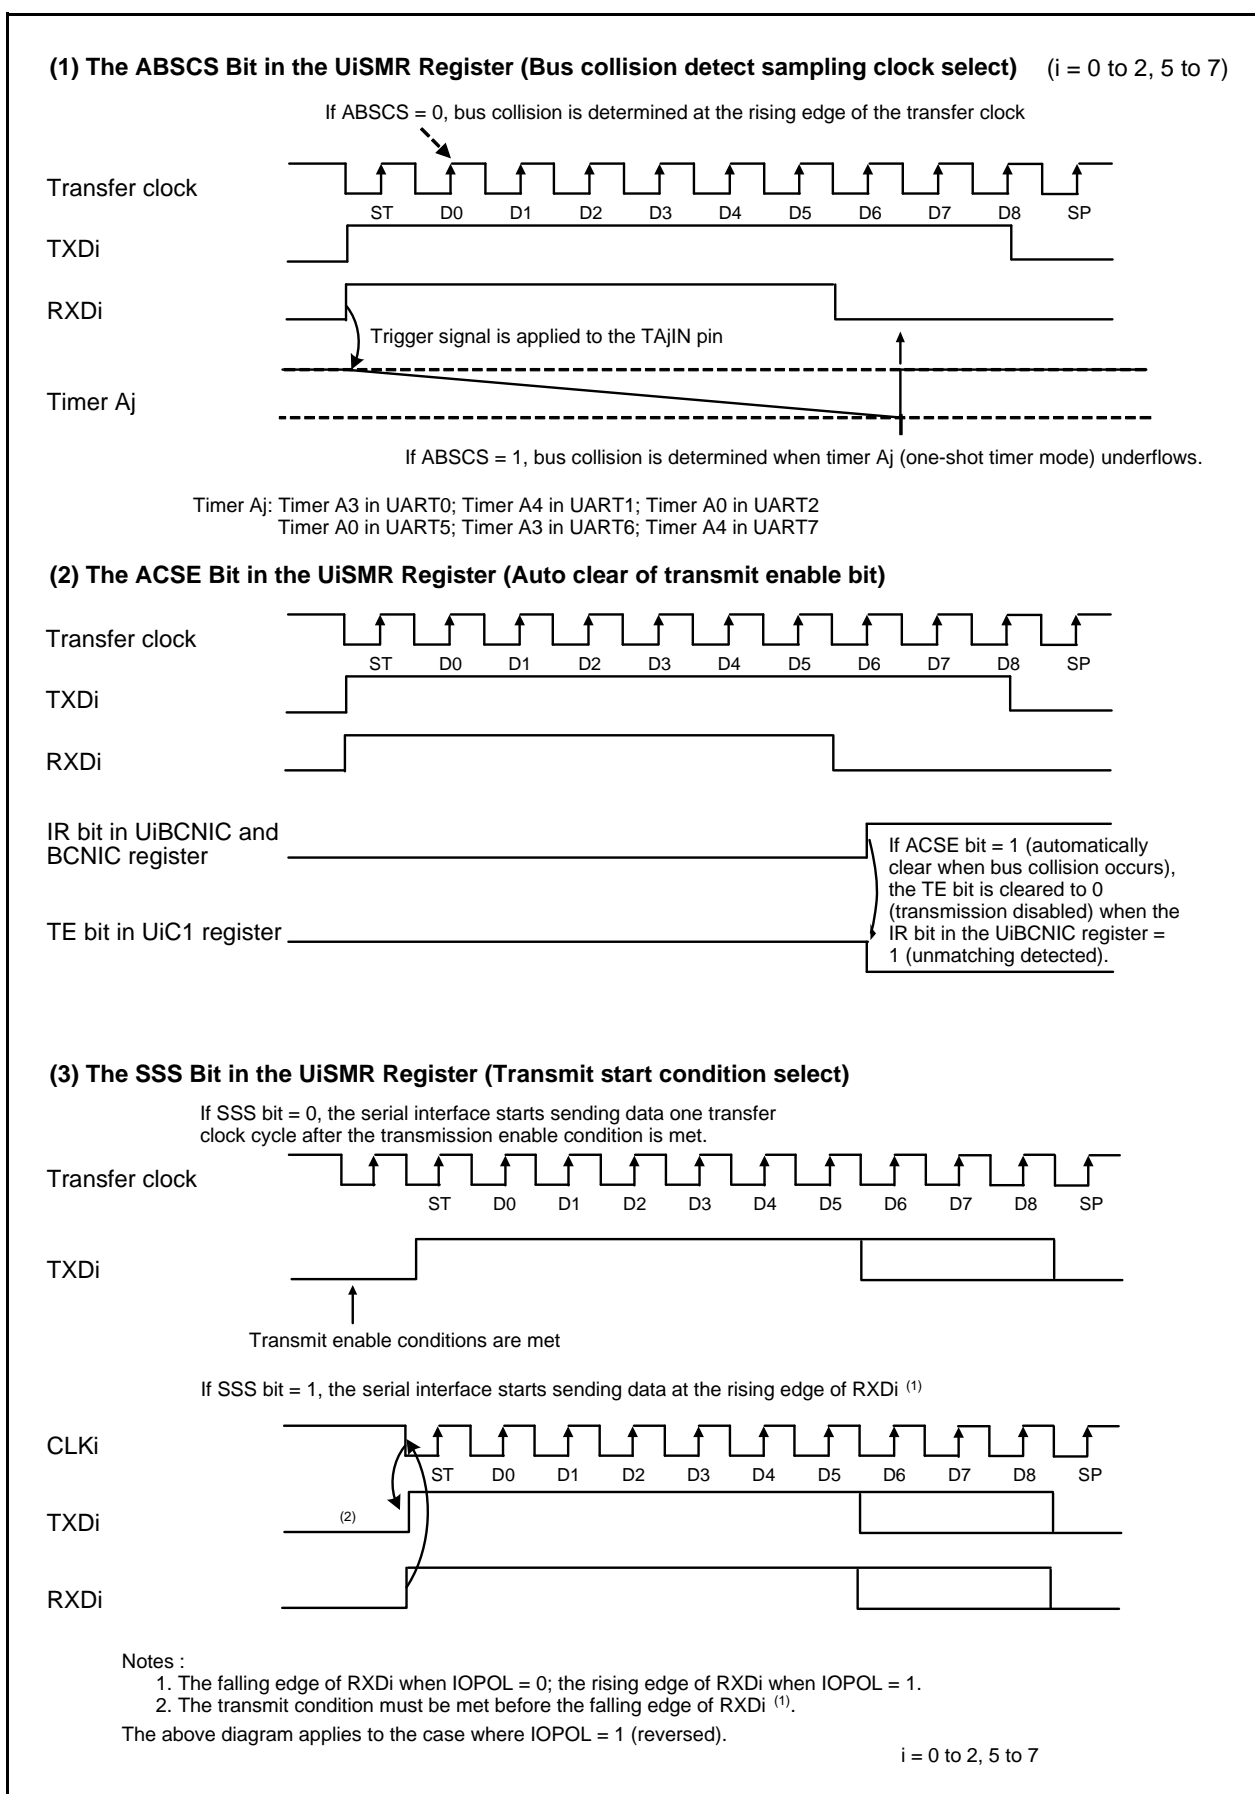 (1) The ABSCS Bit in the UiSMR Register (Bus collision detect sampling clock select) (i = 0 to 2, 5 to 7)
If ABSCS = 0, bus collision is determined at the rising edge of the transfer clock
Transfer clock
ST D0 D1 D2 D3 D4 D5 D6 D7 D8 SP
TXDi
RXDi
Trigger signal is applied to the TAjIN pin
Timer Aj
If ABSCS = 1, bus collision is determined when timer Aj (one-shot timer mode) underflows.
Timer Aj: Timer A3 in UART0; Timer A4 in UART1; Timer A0 in UART2
Timer A0 in UART5; Timer A3 in UART6; Timer A4 in UART7
(2) The ACSE Bit in the UiSMR Register (Auto clear of transmit enable bit)
Transfer clock
ST D0 D1 D2 D3 D4 D5 D6 D7 D8 SP
TXDi
RXDi
IR bit in UiBCNIC and
BCNIC register
If ACSE bit = 1 (automatically
clear when bus collision occurs),
the TE bit is cleared to 0
(transmission disabled) when the
IR bit in the UiBCNIC register =
1 (unmatching detected).
TE bit in UiC1 register
(3) The SSS Bit in the UiSMR Register (Transmit start condition select)
If SSS bit = 0, the serial interface starts sending data one transfer
clock cycle after the transmission enable condition is met.
Transfer clock
ST D0 D1 D2 D3 D4 D5 D6 D7 D8 SP
TXDi
Transmit enable conditions are met
If SSS bit = 1, the serial interface starts sending data at the rising edge of RXDi (1)
CLKi
ST D0 D1 D2 D3 D4 D5 D6 D7 D8 SP
TXDi
(2)
RXDi
Notes :
1. The falling edge of RXDi when IOPOL = 0; the rising edge of RXDi when IOPOL = 1.
2. The transmit condition must be met before the falling edge of RXDi (1).
The above diagram applies to the case where IOPOL = 1 (reversed).
i = 0 to 2, 5 to 7